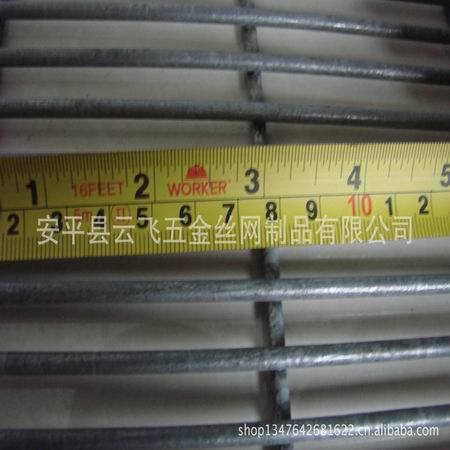 1 16FEET 2 WORKER 3 4 5
2 3 5m 5 6 7 8 9 10 1 2
安平县云飞五金丝网制品有限公司
shop1347642681622.cn.alibaba.com